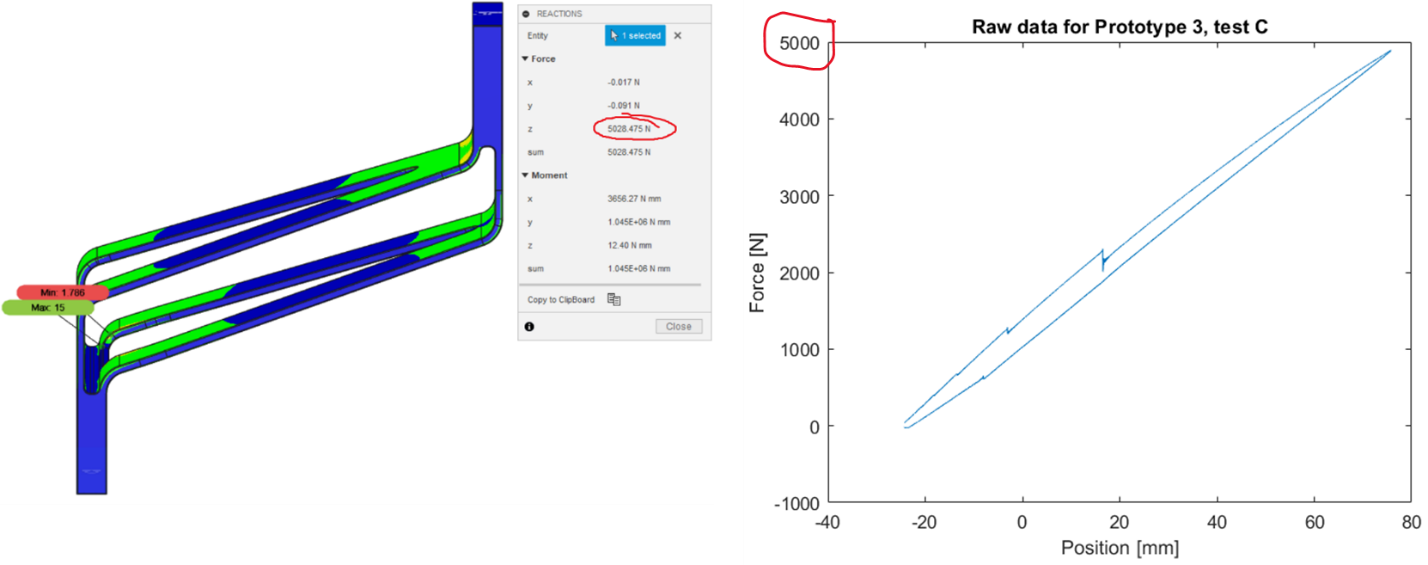 REACTIONS
Entity 1 selected
Force
x -0.017 N
y -0.091 N
z 5028.475 N
sum 5028.475 N
Moment
x 3656.27 N mm
y 1.045E+06 N mm
z 12.40 N mm
sum 1.045E+06 N mm
Copy to ClipBoard
Close
Min: 1.786
Max: 15
Raw data for Prototype 3, test C
Force [N]
5000
4000
3000
2000
1000
0
-1000
-40 -20 0 20 40 60 80
Position [mm]